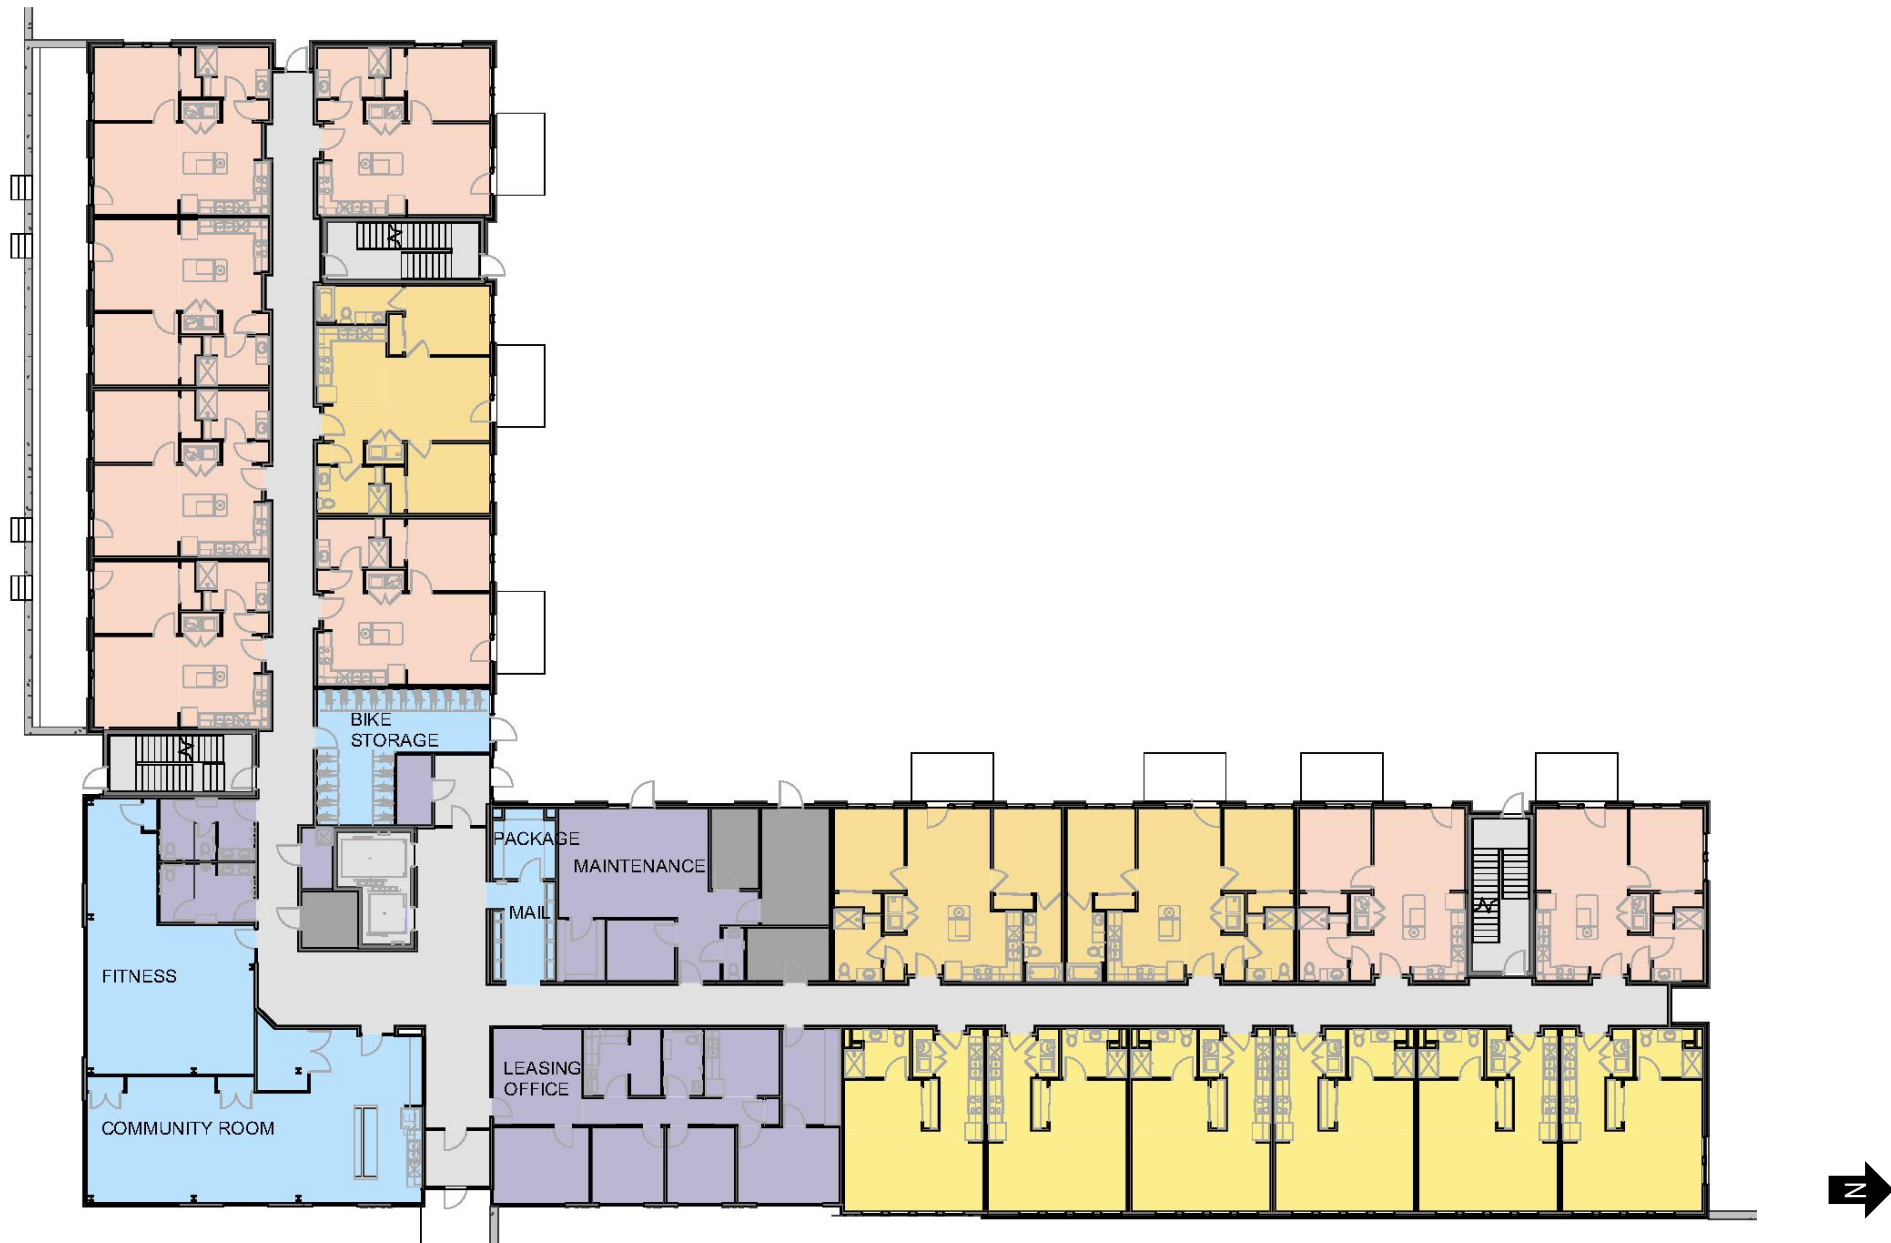 BIKE
STORAGE
PACKAGE
MAINTENANCE
MAIL
FITNESS
LEASING
OFFICE
COMMUNITY ROOM
N